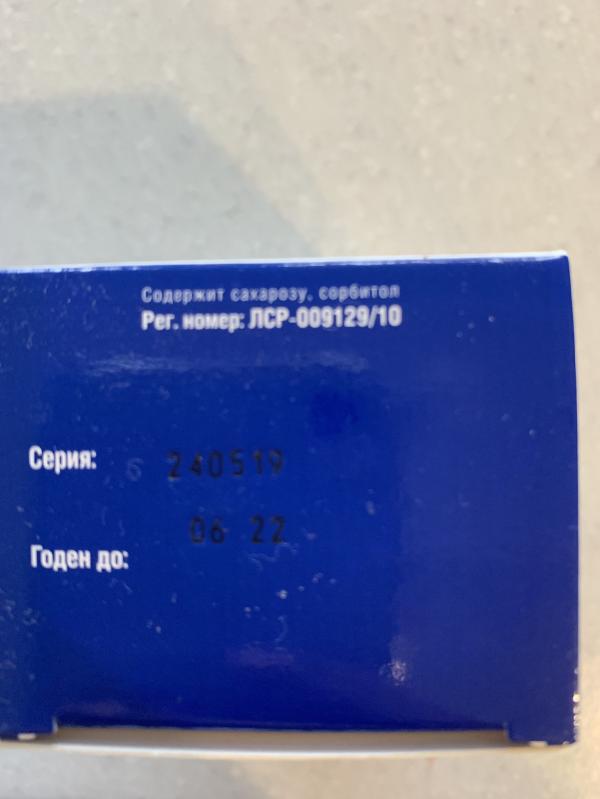 Содержит сахарозу, сорбитол
Рег. номер: ЛСР-009129/10
Серия: 240519
06 22
Годен до: